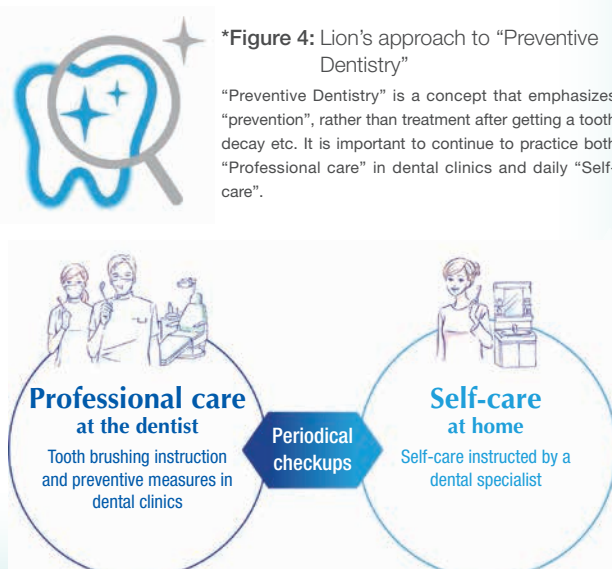 *Figure 4: Lion's approach to "Preventive
Dentistry"
"Preventive Dentistry" is a concept that emphasizes
"prevention", rather than treatment after getting a tooth
decay etc. It is important to continue to practice both
"Professional care" in dental clinics and daily "Self-
care".
Professional care
at the dentist
Tooth brushing instruction
and preventive measures in
dental clinics
Periodical
checkups
Self-care
at home
Self-care instructed by a
dental specialist